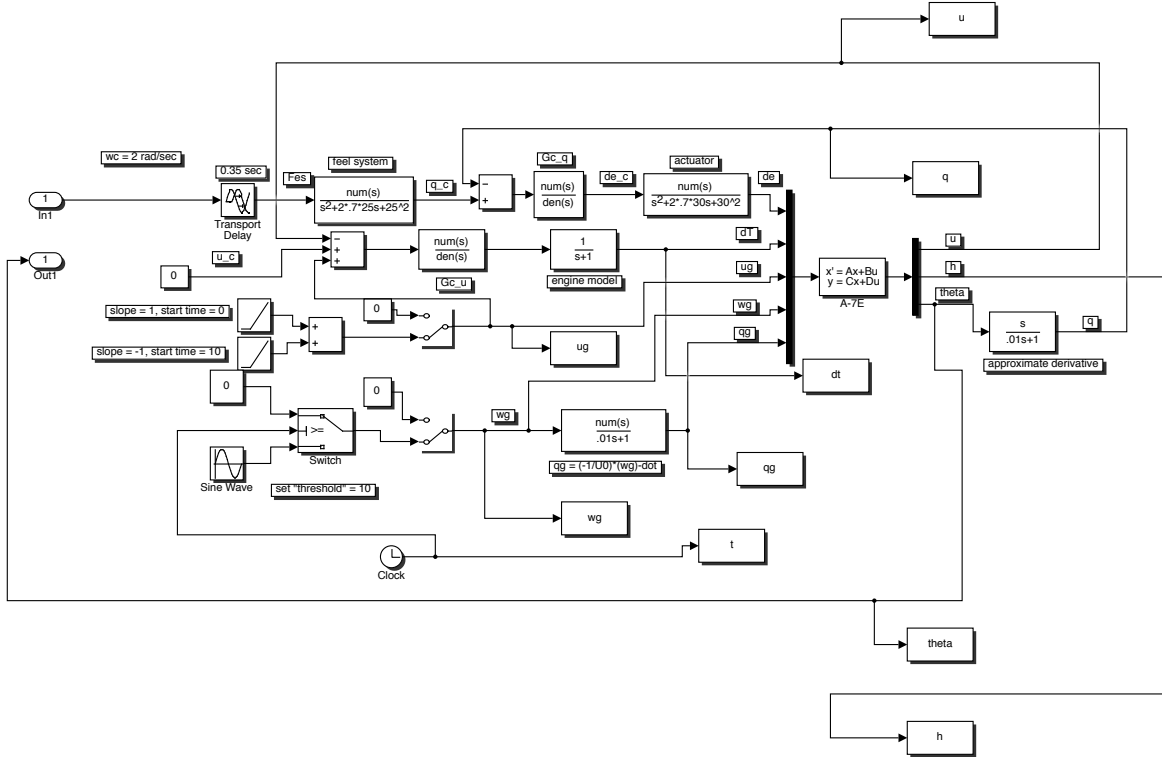 u
wc = 2 rad/sec
feel system
Gc_q
actuator
0.35 sec
Fes
q_c
de_c
de
q
1
In1
num(s)
s^2+2*.7*25s+25^2
−
+
num(s)
den(s)
num(s)
s^2+2*.7*30s+30^2
Transport
Delay
dT
u
1
Out1
u_c
−
+
+
num(s)
den(s)
1
s+1
ug
h
0
Gc_u
engine model
x' = Ax+Bu
y = Cx+Du
A-7E
theta
slope = 1, start time = 0
0
wg
s
.01s+1
q
+
+
qg
slope = -1, start time = 10
ug
approximate derivative
0
0
dt
wg
num(s)
.01s+1
>=
Switch
qg = (-1/U0)*(wg)-dot
qg
Sine Wave
set "threshold" = 10
wg
t
Clock
theta
h